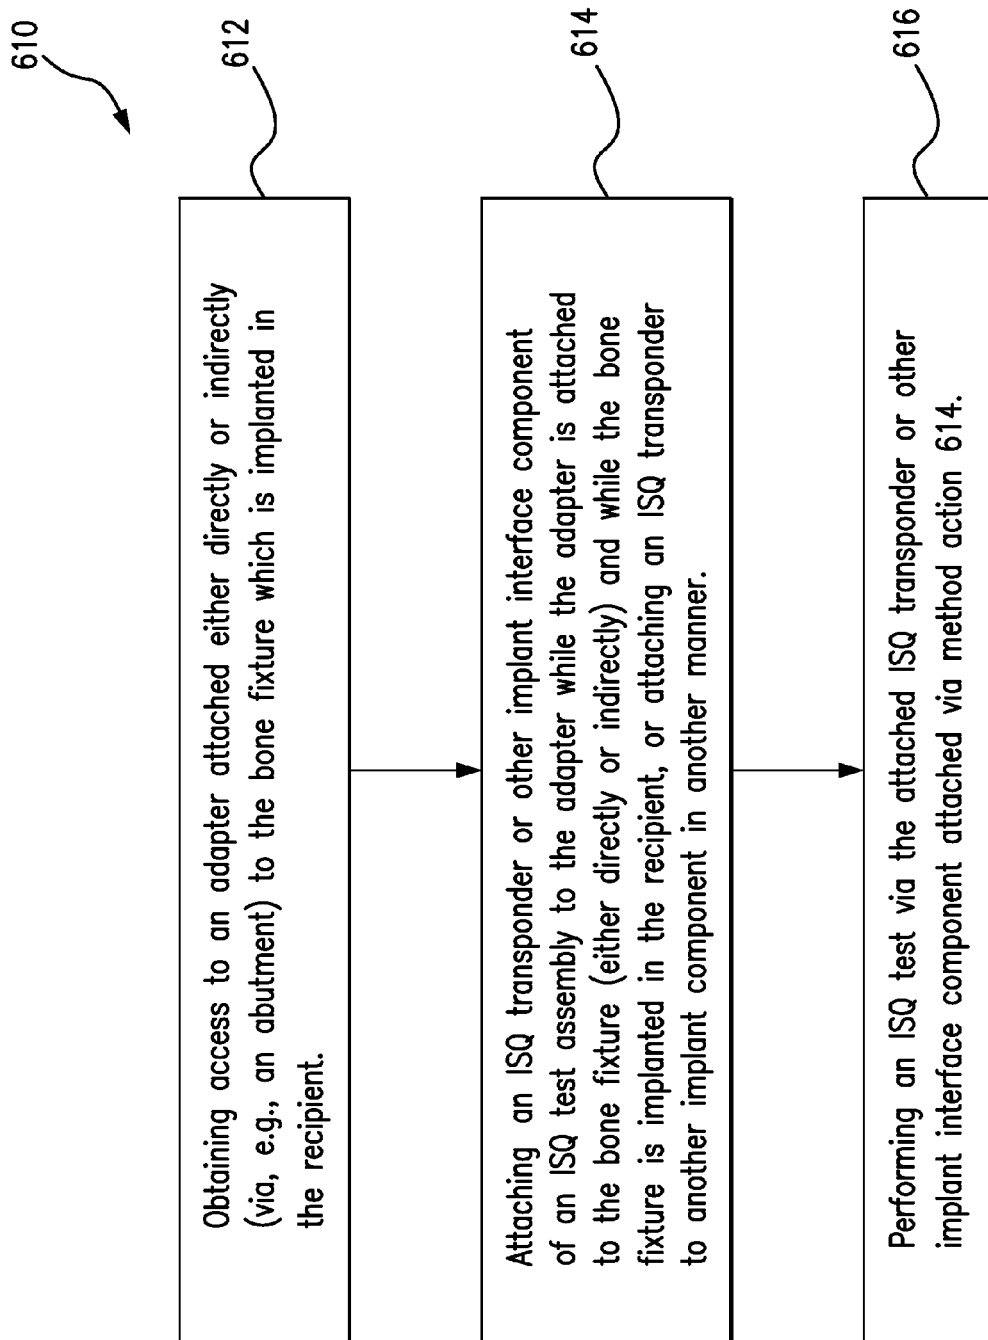 610
612
Obtaining access to an adapter attached either directly or indirectly
(via, e.g., an abutment) to the bone fixture which is implanted in
the recipient.
614
Attaching an ISQ transponder or other implant interface component
of an ISQ test assembly to the adapter while the adapter is attached
to the bone fixture (either directly or indirectly) and while the bone
fixture is implanted in the recipient, or attaching an ISQ transponder
to another implant component in another manner.
616
Performing an ISQ test via the attached ISQ transponder or other
implant interface component attached via method action 614.